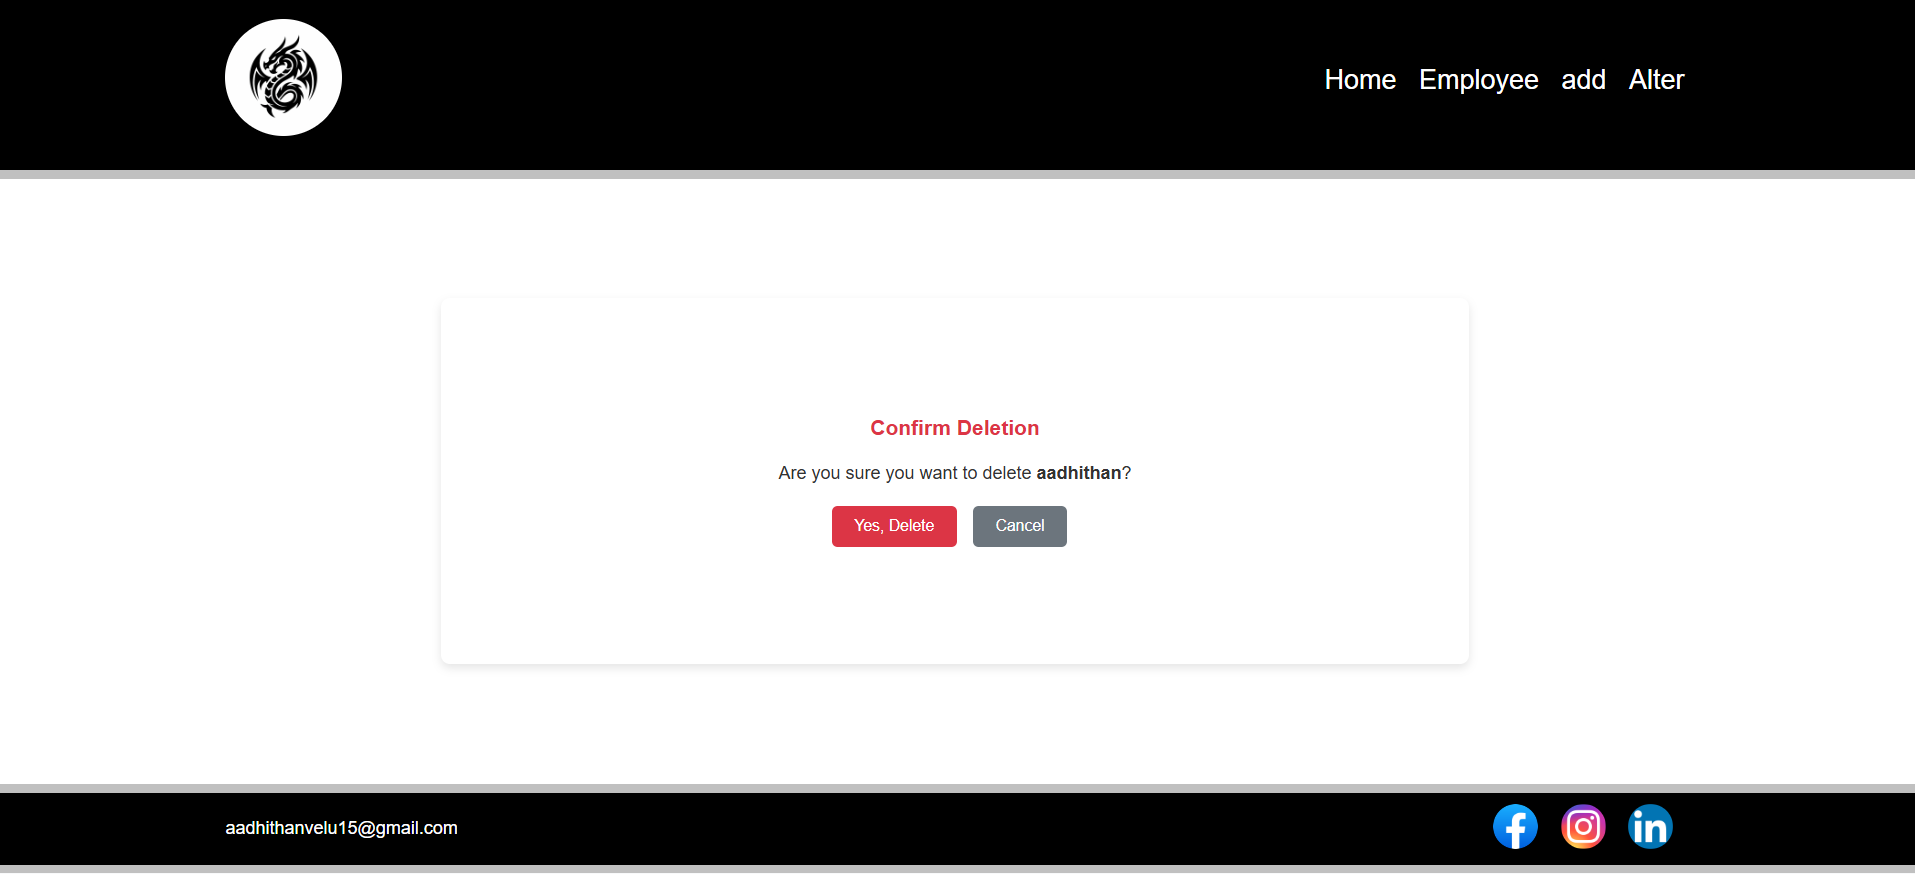 Home Employee add Alter
Confirm Deletion
Are you sure you want to delete aadhithan?
Yes, Delete Cancel
aadhithanvelu15@gmail.com